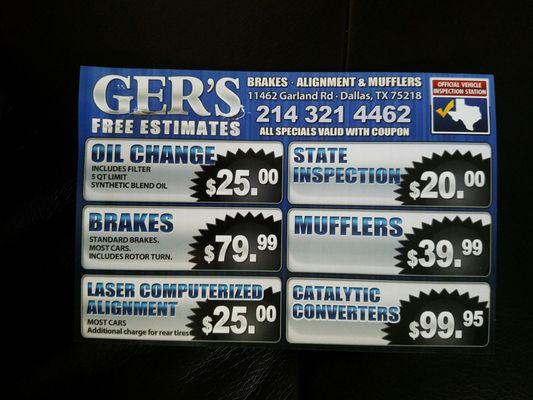 GER'S
FREE ESTIMATES
BRAKES · ALIGNMENT & MUFFLERS
11462 Garland Rd · Dallas, TX 75218
214 321 4462
ALL SPECIALS VALID WITH COUPON
OFFICIAL VEHICLE
INSPECTION STATION
OIL CHANGE
INCLUDES FILTER
5 QT LIMIT
SYNTHETIC BLEND OIL
$25.00
STATE
INSPECTION
$20.00
BRAKES
STANDARD BRAKES.
MOST CARS.
INCLUDES ROTOR TURN.
$79.99
MUFFLERS
$39.99
LASER COMPUTERIZED
ALIGNMENT
MOST CARS
Additional charge for rear tires
$25.00
CATALYTIC
CONVERTERS
$99.95